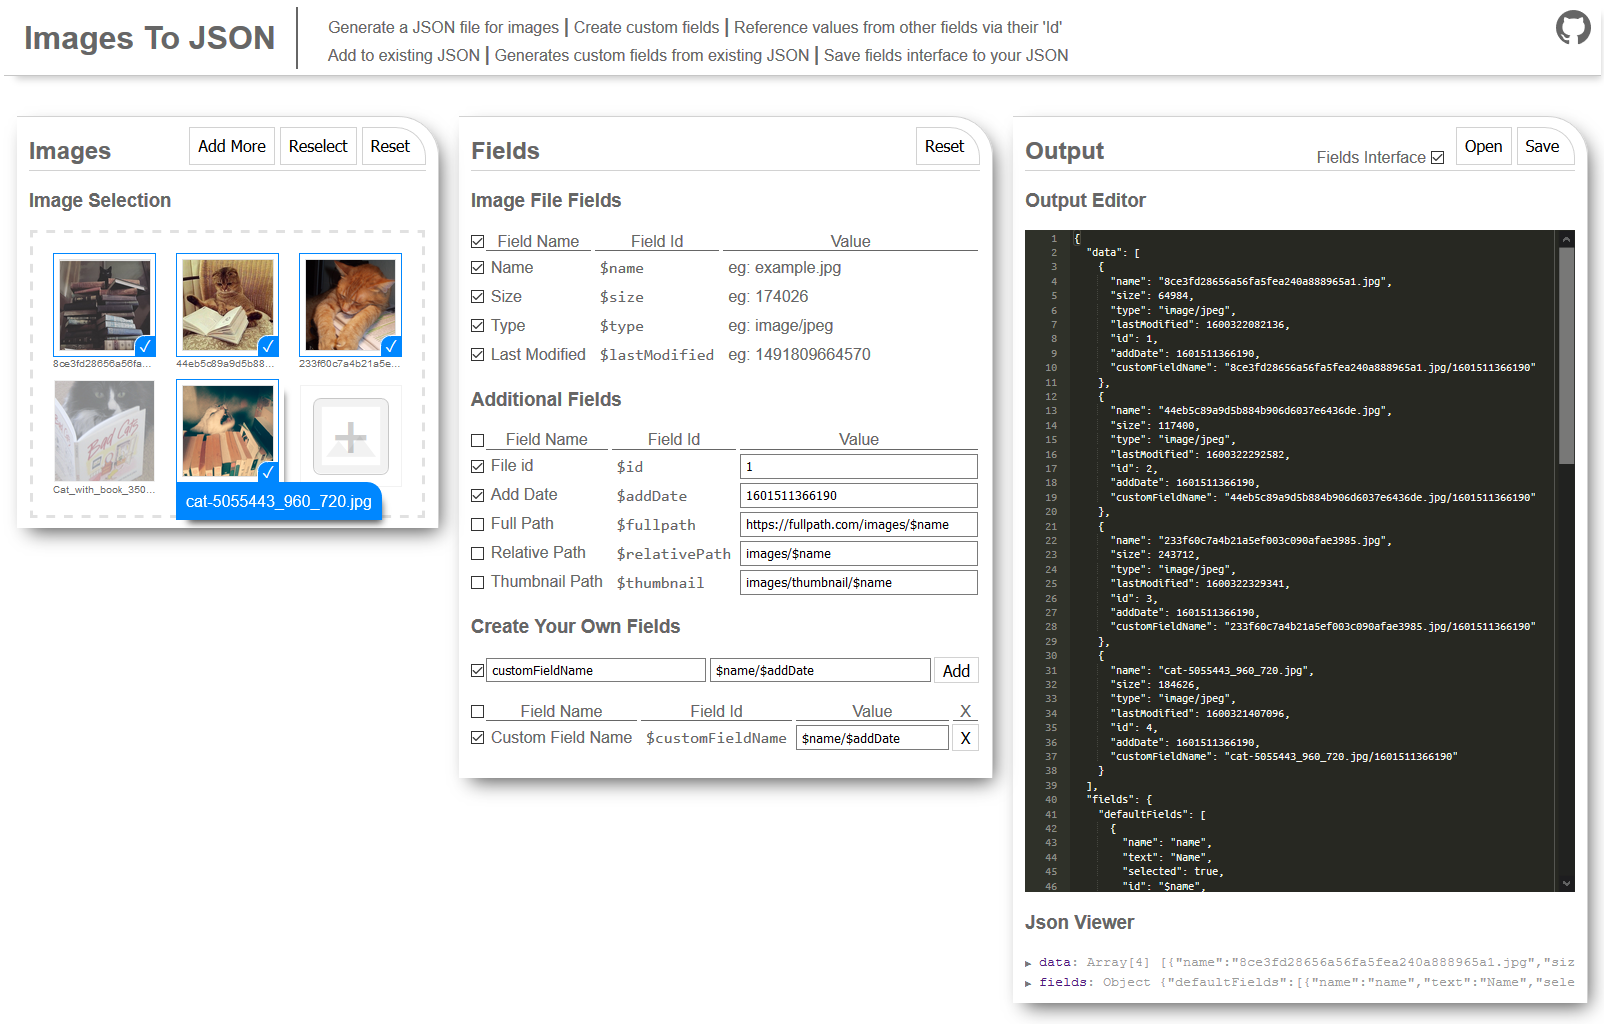 Images To JSON
Generate a JSON file for images | Create custom fields | Reference values from other fields via their 'Id'
Add to existing JSON | Generates custom fields from existing JSON | Save fields interface to your JSON
Images
Add More
Reselect
Reset
Image Selection
8ce3fd28656a56fa...
44eb5c89a9d5b88...
233f60c7a4b21a5e...
Bad Cats
Cat_with_book_350...
cat-5055443_960_720.jpg
Fields
Reset
Image File Fields
Field Name Field Id Value
Name $name eg: example.jpg
Size $size eg: 174026
Type $type eg: image/jpeg
Last Modified $lastModified eg: 1491809664570
Additional Fields
Field Name Field Id Value
File id $id 1
Add Date $addDate 1601511366190
Full Path $fullpath https://fullpath.com/images/$name
Relative Path $relativePath images/$name
Thumbnail Path $thumbnail images/thumbnail/$name
Create Your Own Fields
customFieldName $name/$addDate Add
Field Name Field Id Value X
Custom Field Name $customFieldName $name/$addDate X
Output
Fields Interface
Open
Save
Output Editor
1 {
2 "data": [
3 {
4 "name": "8ce3fd28656a56fa5fea240a888965a1.jpg",
5 "size": 64984,
6 "type": "image/jpeg",
7 "lastModified": 1600322082136,
8 "id": 1,
9 "addDate": 1601511366190,
10 "customFieldName": "8ce3fd28656a56fa5fea240a888965a1.jpg/1601511366190"
11 },
12 {
13 "name": "44eb5c89a9d5b884b906d6037e6436de.jpg",
14 "size": 117400,
15 "type": "image/jpeg",
16 "lastModified": 1600322292582,
17 "id": 2,
18 "addDate": 1601511366190,
19 "customFieldName": "44eb5c89a9d5b884b906d6037e6436de.jpg/1601511366190"
20 },
21 {
22 "name": "233f60c7a4b21a5ef003c090afae3985.jpg",
23 "size": 243712,
24 "type": "image/jpeg",
25 "lastModified": 1600322329341,
26 "id": 3,
27 "addDate": 1601511366190,
28 "customFieldName": "233f60c7a4b21a5ef003c090afae3985.jpg/1601511366190"
29 },
30 {
31 "name": "cat-5055443_960_720.jpg",
32 "size": 184626,
33 "type": "image/jpeg",
34 "lastModified": 1600321407096,
35 "id": 4,
36 "addDate": 1601511366190,
37 "customFieldName": "cat-5055443_960_720.jpg/1601511366190"
38 }
39 ],
40 "fields": {
41 "defaultFields": [
42 {
43 "name": "name",
44 "text": "Name",
45 "selected": true,
46 "id": "$name",
Json Viewer
data: Array[4] [{"name":"8ce3fd28656a56fa5fea240a888965a1.jpg","siz
fields: Object {"defaultFields":[{"name":"name","text":"Name","sele